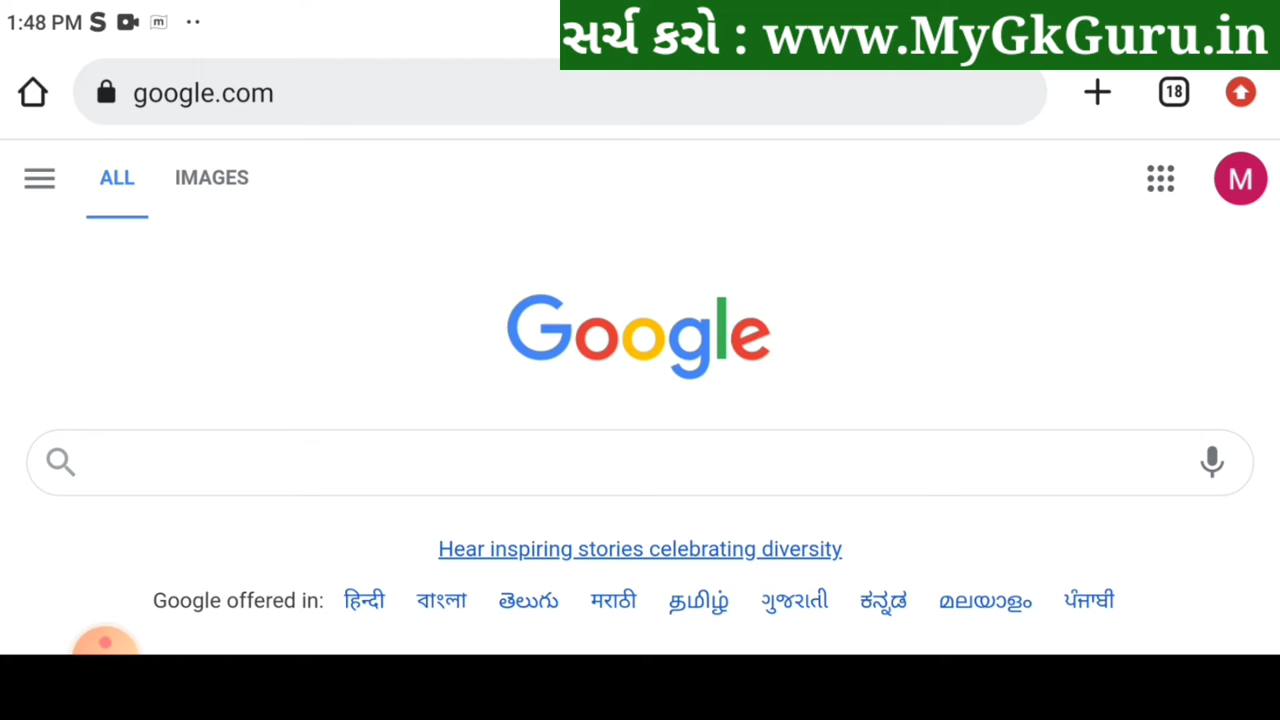 1:48 PM S m ··
સર્ચ કરો : www.MyGkGuru.in
google.com
18
ALL IMAGES
M
Google
Hear inspiring stories celebrating diversity
Google offered in: हिन्दी বাংলা తెలుగు मराठी தமிழ் ગુજરાતી ಕನ್ನಡ മലയാളം ਪੰਜਾਬੀ